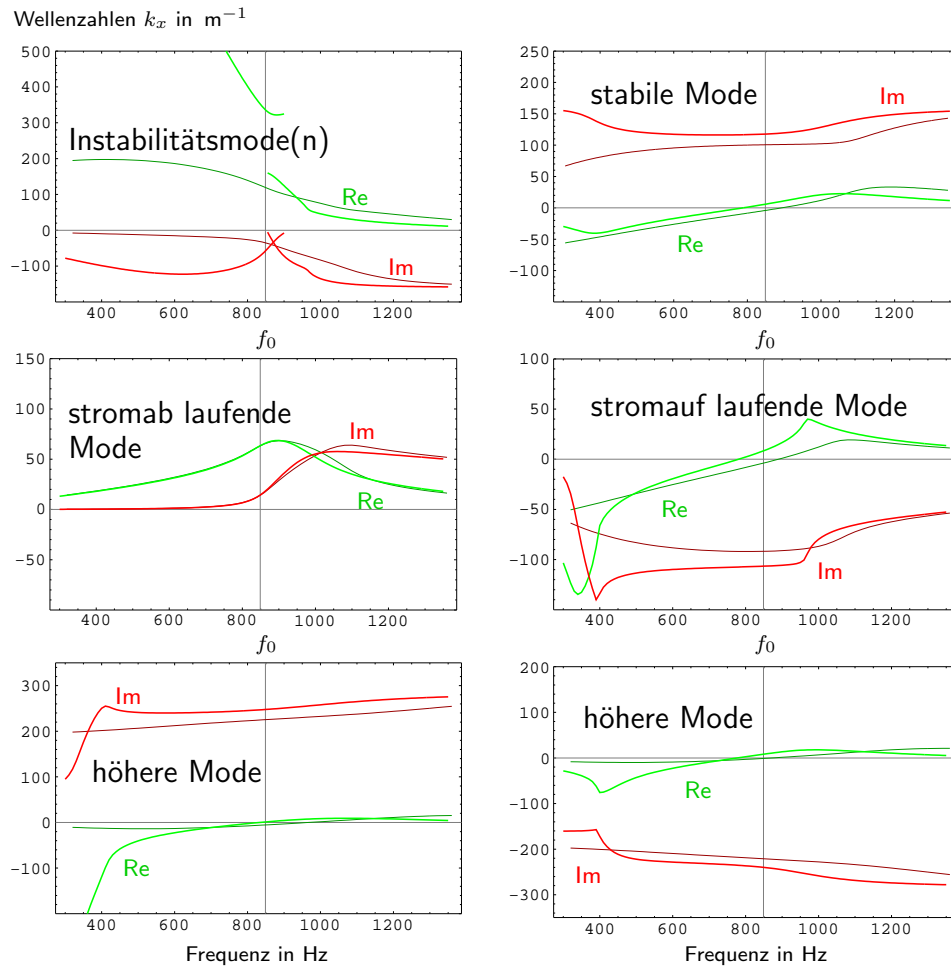 Wellenzahlen kₓ in m⁻¹
500
400
300
200
100
0
-100
Instabilitätsmode(n)
Re
Im
400 600 800 1000 1200
f₀
250
200
150
100
50
0
-50
-100
stabile Mode
Im
Re
400 600 800 1000 1200
f₀
150
100
50
0
-50
stromab laufende
Mode
Im
Re
400 600 800 1000 1200
f₀
100
50
0
-50
-100
stromauf laufende Mode
Re
Im
400 600 800 1000 1200
f₀
300
200
100
0
-100
Im
höhere Mode
Re
400 600 800 1000 1200
Frequenz in Hz
200
100
0
-100
-200
-300
höhere Mode
Re
Im
400 600 800 1000 1200
Frequenz in Hz